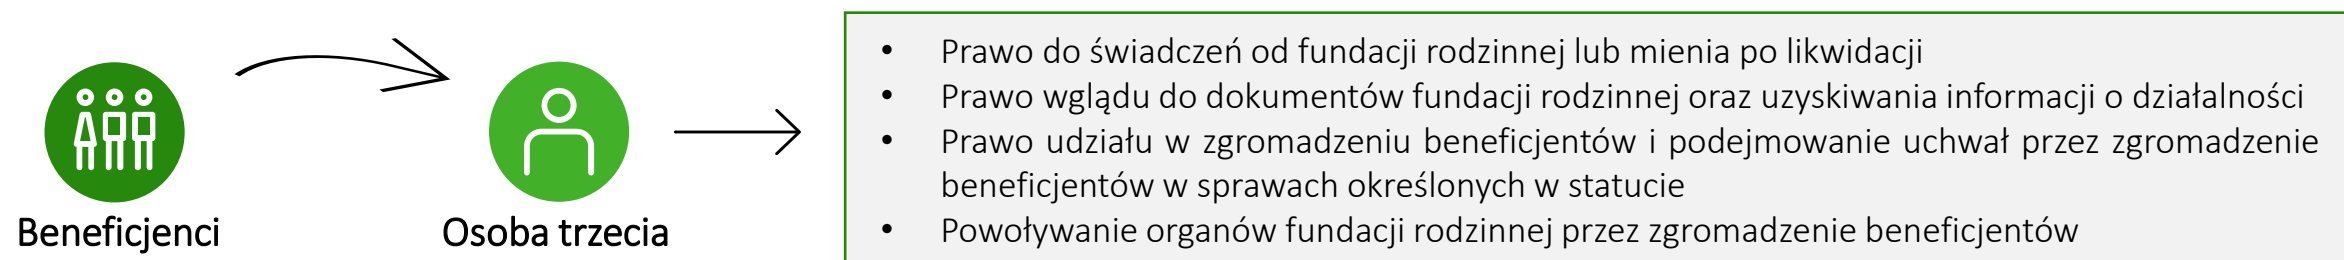 Beneficjenci
Osoba trzecia
• Prawo do świadczeń od fundacji rodzinnej lub mienia po likwidacji
• Prawo wglądu do dokumentów fundacji rodzinnej oraz uzyskiwania informacji o działalności
• Prawo udziału w zgromadzeniu beneficjentów i podejmowanie uchwał przez zgromadzenie
beneficjentów w sprawach określonych w statucie
• Powoływanie organów fundacji rodzinnej przez zgromadzenie beneficjentów